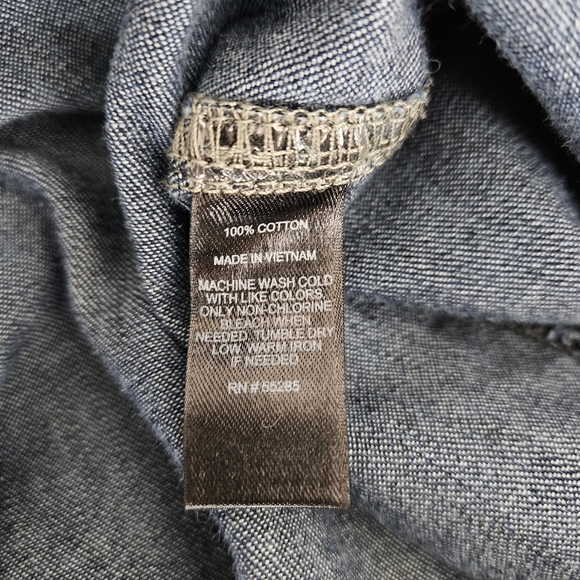 100% COTTON
MADE IN VIETNAM
MACHINE WASH COLD
WITH LIKE COLORS.
ONLY NON-CHLORINE
BLEACH WHEN
NEEDED. TUMBLE DRY
LOW. WARM IRON
IF NEEDED.
RN # 55285